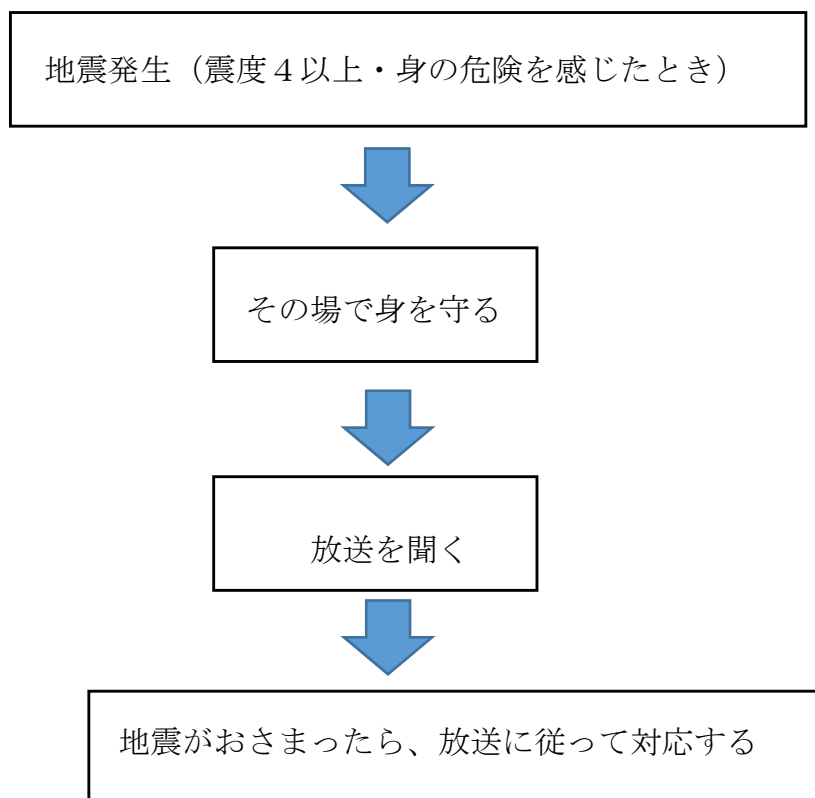 地震発生（震度４以上・身の危険を感じたとき）
その場で身を守る
放送を聞く
地震がおさまったら、放送に従って対応する